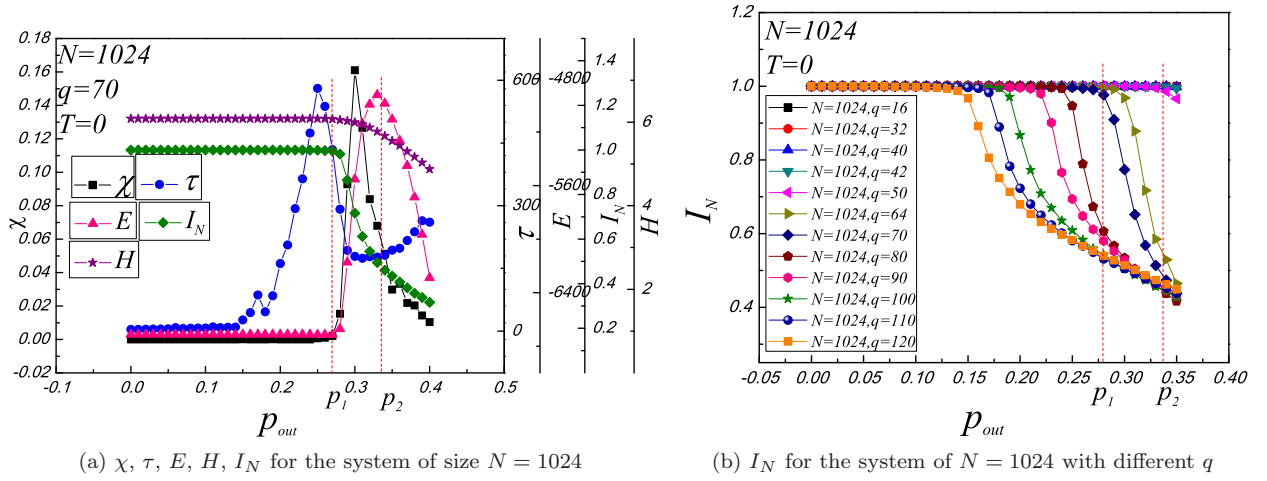 N=1024
q=70
T=0
χ
τ
E
I_N
H
χ
0.18
0.16
0.14
0.12
0.10
0.08
0.06
0.04
0.02
0.00
-0.02
-0.1
0.0
0.1
0.2
0.3
0.4
0.5
p_1
p_2
p_out
600
300
0
τ
-4800
-5600
-6400
E
1.4
1.2
1.0
0.8
0.6
0.4
0.2
I_N
6
4
2
H
(a) χ, τ, E, H, I_N for the system of size N = 1024
N=1024
T=0
N=1024,q=16
N=1024,q=32
N=1024,q=40
N=1024,q=42
N=1024,q=50
N=1024,q=64
N=1024,q=70
N=1024,q=80
N=1024,q=90
N=1024,q=100
N=1024,q=110
N=1024,q=120
I_N
1.2
1.0
0.8
0.6
0.4
-0.05
0.00
0.05
0.10
0.15
0.20
0.25
0.30
0.35
0.40
p_1
p_2
p_out
(b) I_N for the system of N = 1024 with different q